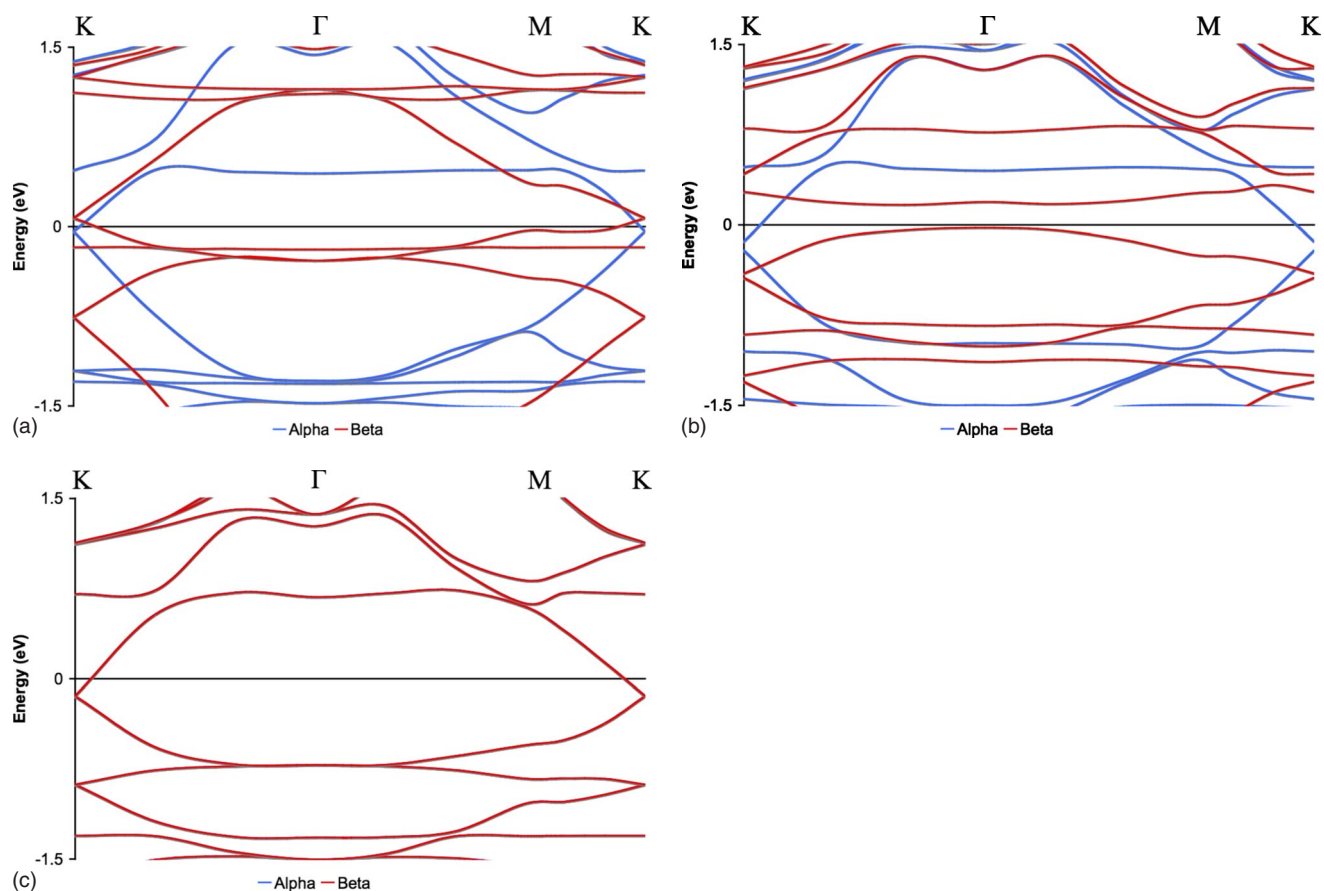 K Γ M K
1.5
0
-1.5
Energy (eV)
(a)
Alpha Beta
K Γ M K
1.5
0
-1.5
Energy (ev)
(b)
Alpha Beta
K Γ M K
1.5
0
-1.5
Energy (eV)
(c)
Alpha Beta